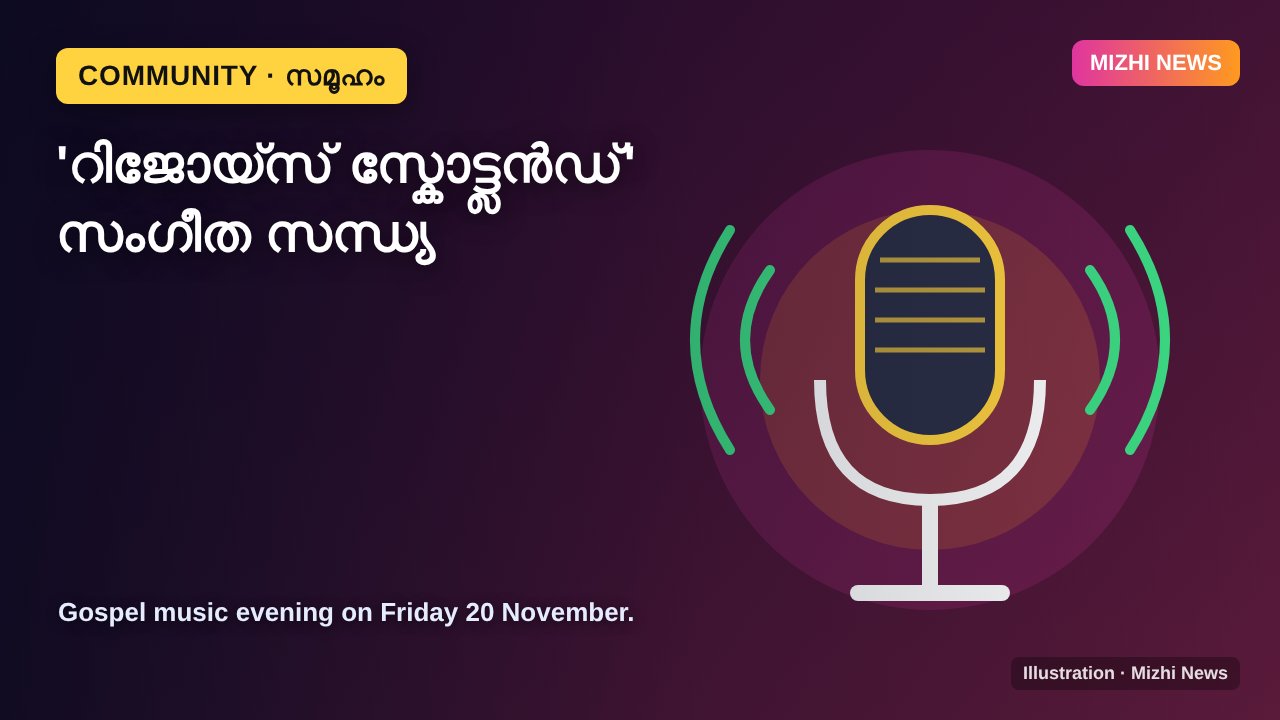 COMMUNITY · സമൂഹം
MIZHI NEWS
'റിജോയ്സ് സ്കോട്ട്ലൻഡ്'
സംഗീത സന്ധ്യ
Gospel music evening on Friday 20 November.
Illustration · Mizhi News